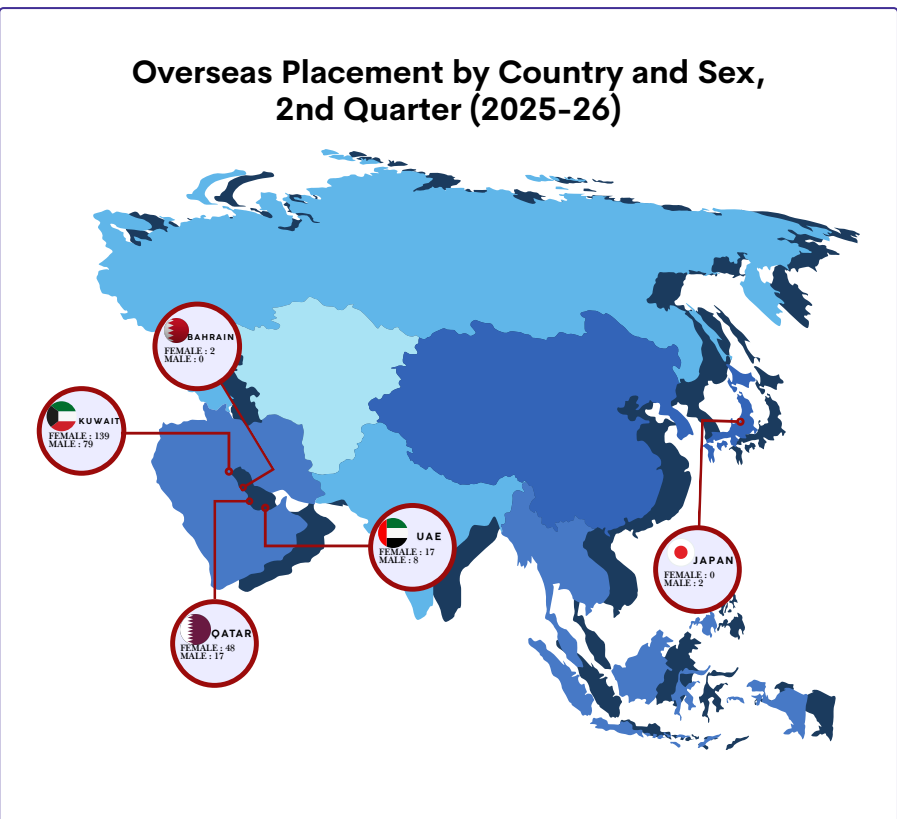 Overseas Placement by Country and Sex,
2nd Quarter (2025-26)
BAHRAIN
FEMALE : 2
MALE : 0
KUWAIT
FEMALE : 139
MALE : 79
UAE
FEMALE : 17
MALE : 8
JAPAN
FEMALE : 0
MALE : 2
QATAR
FEMALE : 48
MALE : 17